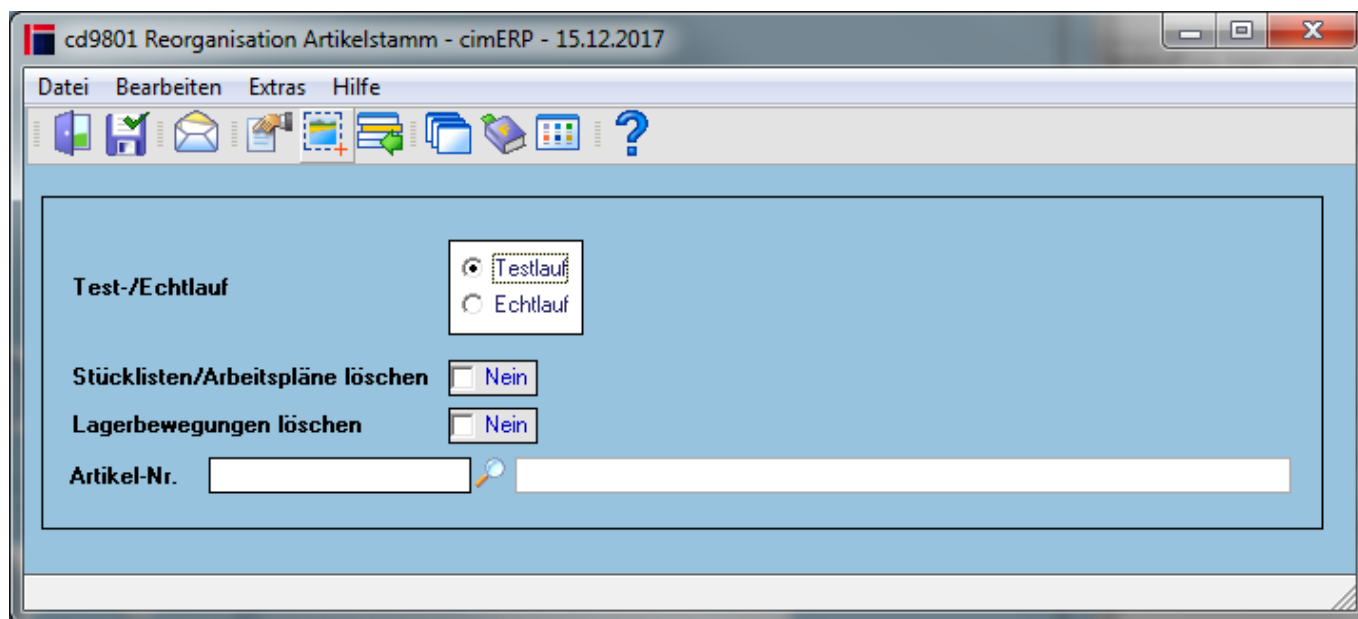 cd9801 Reorganisation Artikelstamm - cimERP - 15.12.2017
Datei Bearbeiten Extras Hilfe
Test-/Echtlauf
Testlauf
Echtlauf
Stücklisten/Arbeitspläne löschen Nein
Lagerbewegungen löschen Nein
Artikel-Nr.